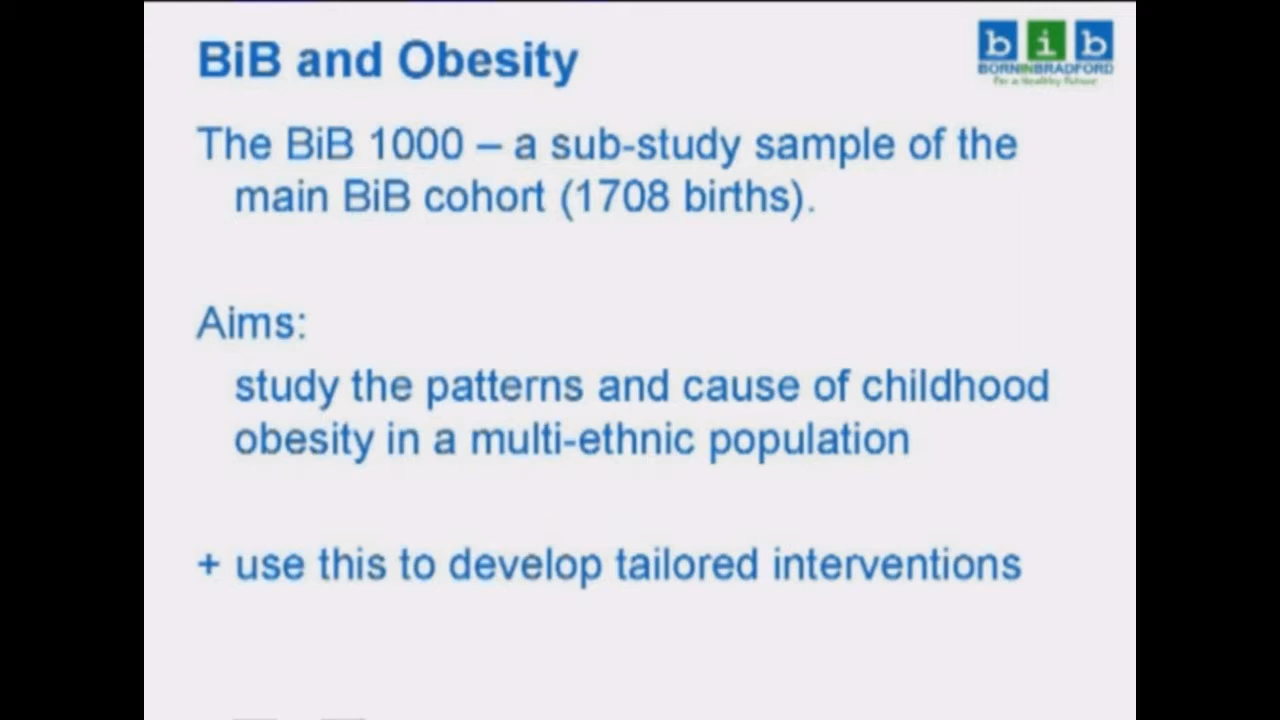 BiB and Obesity
b i b
BORNINBRADFORD
For a Healthy Future
The BiB 1000 – a sub-study sample of the
main BiB cohort (1708 births).
Aims:
study the patterns and cause of childhood
obesity in a multi-ethnic population
+ use this to develop tailored interventions